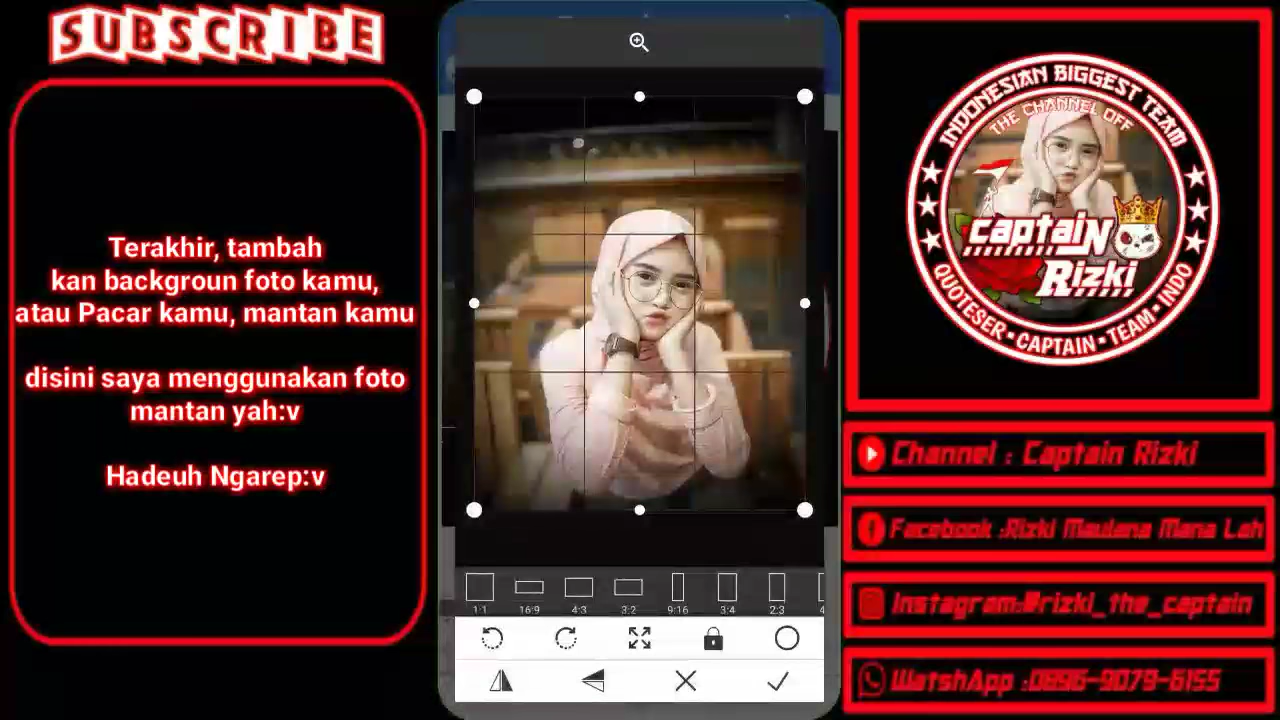 SUBSCRIBE
Terakhir, tambah
kan backgroun foto kamu,
atau Pacar kamu, mantan kamu
disini saya menggunakan foto
mantan yah:v
Hadeuh Ngarep:v
1:1 16:9 4:3 3:2 9:16 3:4 2:3
INDONESIAN BIGGEST TEAM
THE CHANNEL OFF
captaiN
Rizki
QUOTESER • CAPTAIN • TEAM • INDO
Channel : Captain Rizki
Facebook :Rizki Maulana Mana Lah
Instagram:@rizki_the_captain
WatshApp :0896-9079-6155